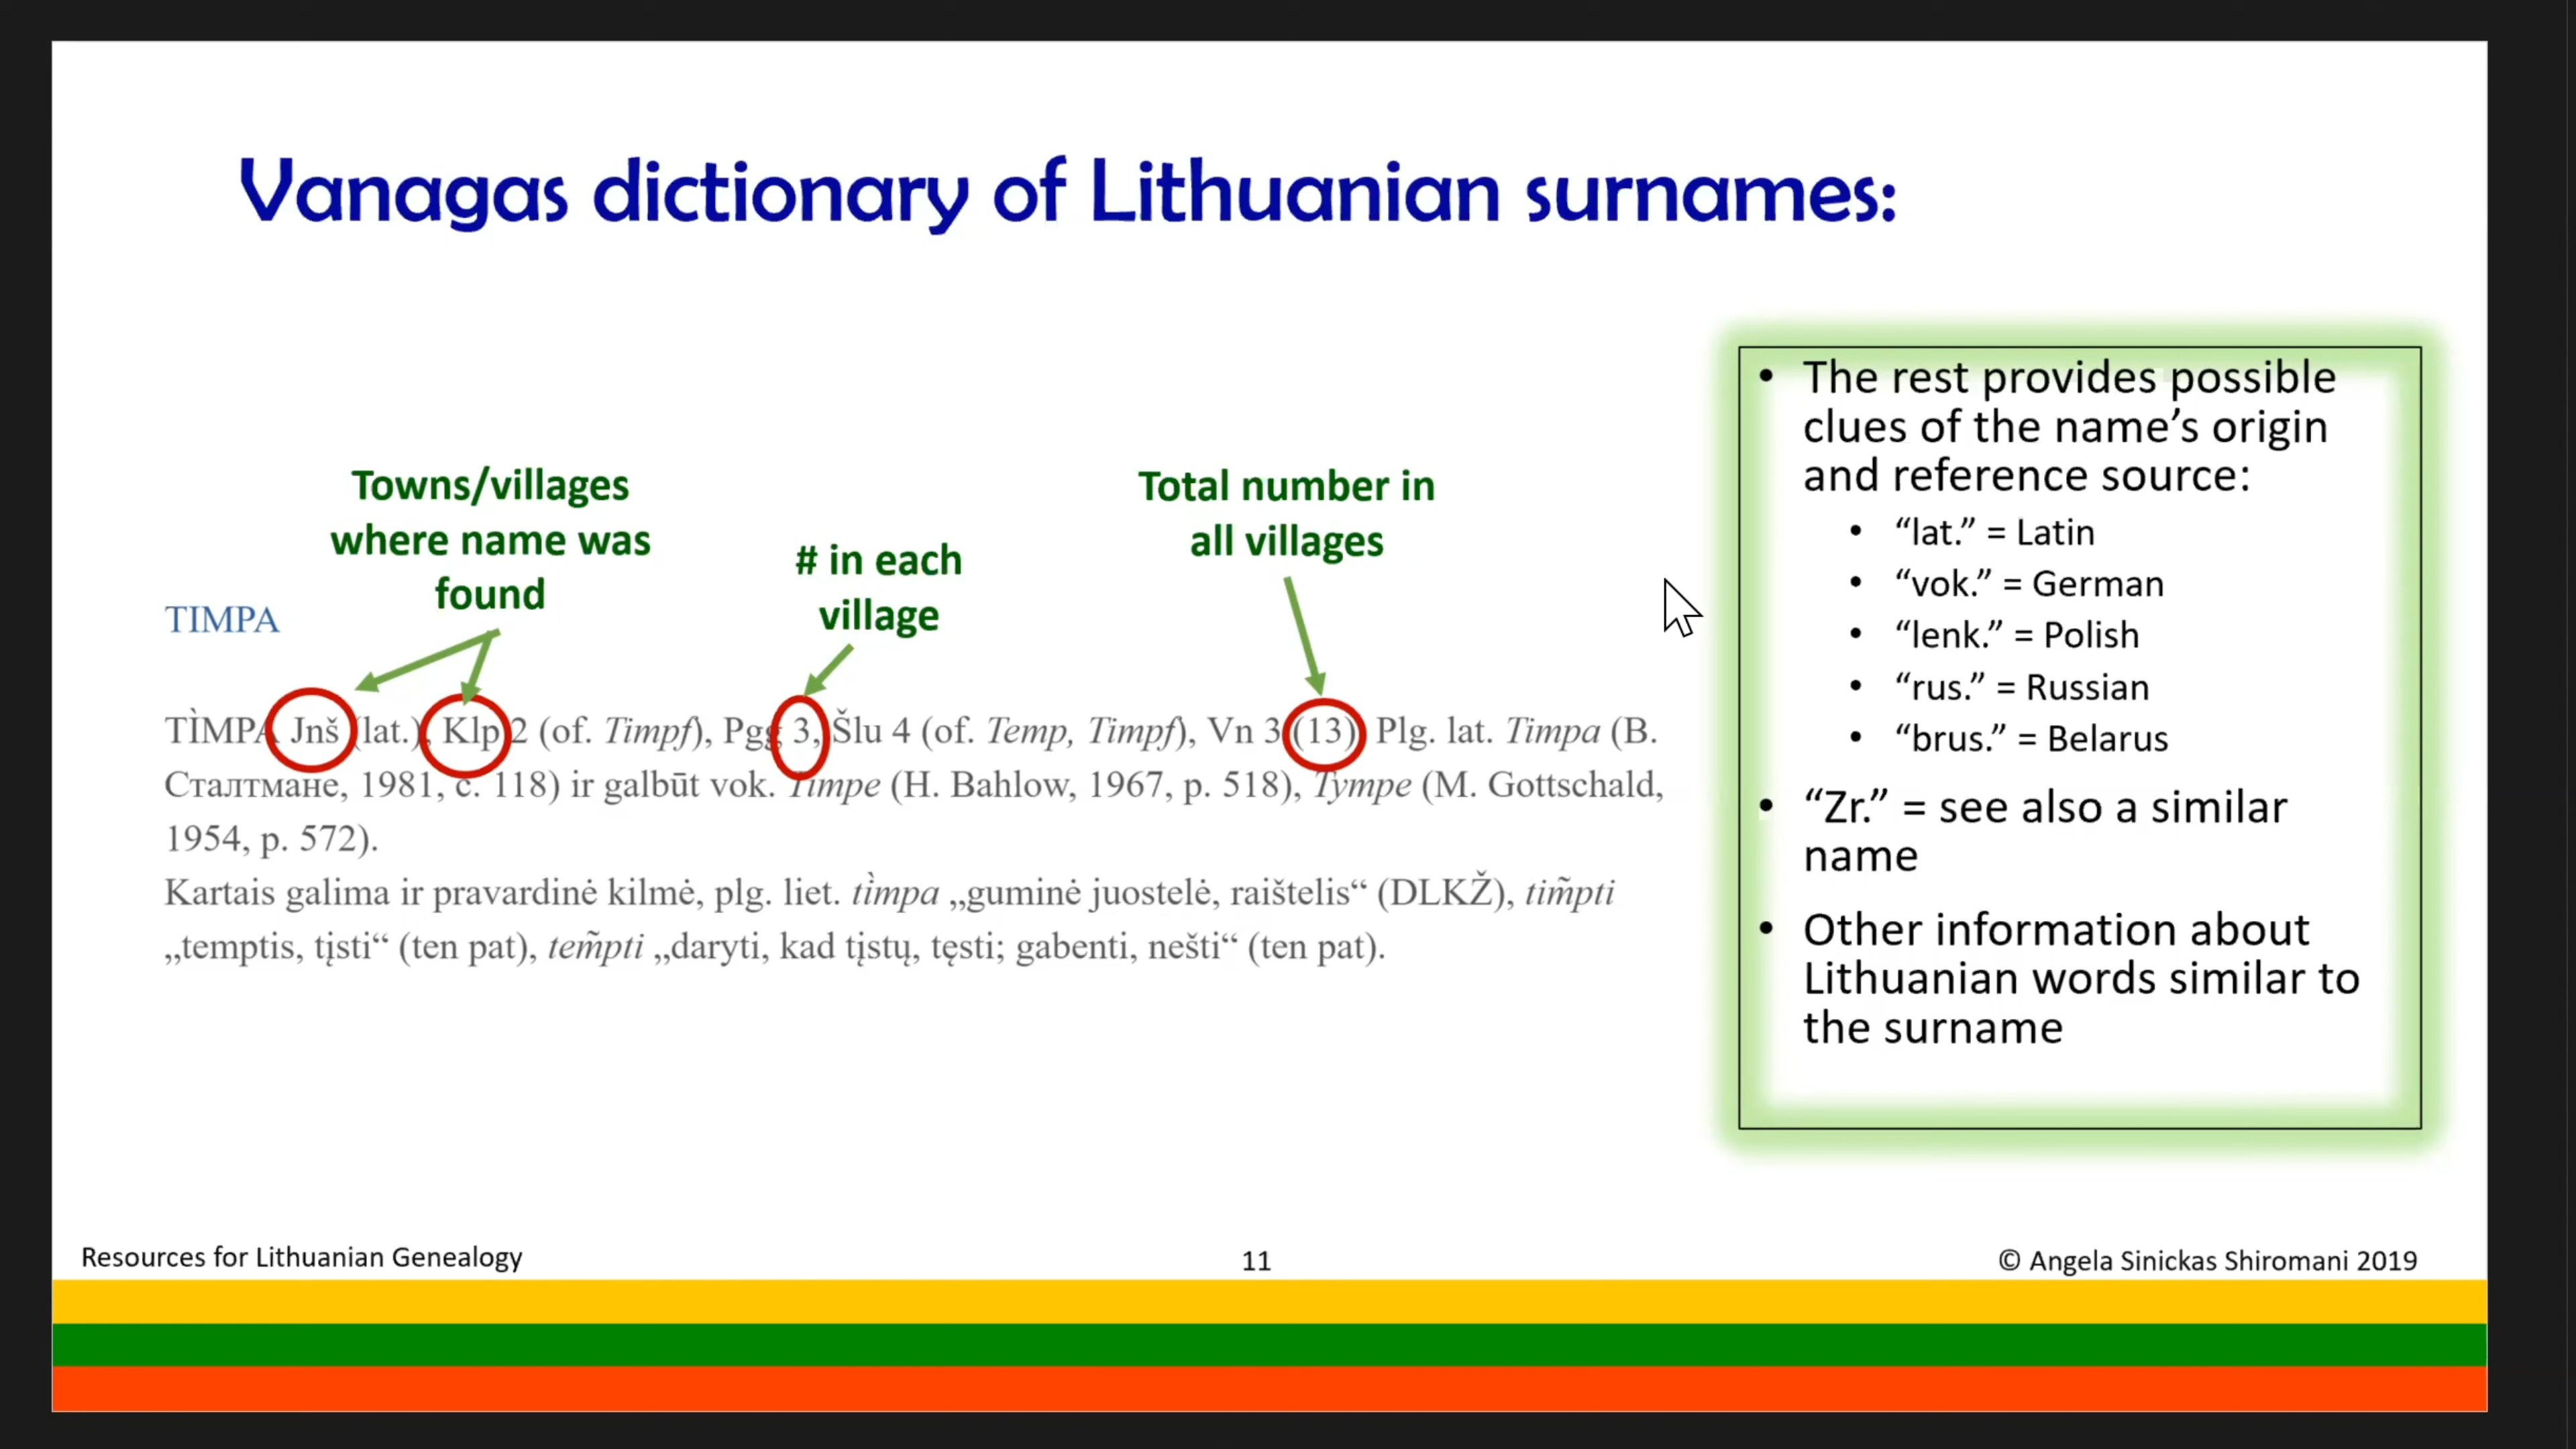 Vanagas dictionary of Lithuanian surnames:
Towns/villages
where name was
found
# in each
village
Total number in
all villages
TIMPA
TÌMPA Jnš (lat.), Klp 2 (of. Timpf), Pgg 3, Šlu 4 (of. Temp, Timpf), Vn 3 (13). Plg. lat. Timpa (B.
Сталтмане, 1981, с. 118) ir galbūt vok. Timpe (H. Bahlow, 1967, p. 518), Tympe (M. Gottschald,
1954, p. 572).
Kartais galima ir pravardinė kilmė, plg. liet. tìmpa „guminė juostelė, raištelis“ (DLKŽ), tim̃pti
„temptis, tįsti“ (ten pat), tem̃pti „daryti, kad tįstų, tęsti; gabenti, nešti“ (ten pat).
• The rest provides possible
clues of the name’s origin
and reference source:
• “lat.” = Latin
• “vok.” = German
• “lenk.” = Polish
• “rus.” = Russian
• “brus.” = Belarus
• “Zr.” = see also a similar
name
• Other information about
Lithuanian words similar to
the surname
Resources for Lithuanian Genealogy
11
© Angela Sinickas Shiromani 2019